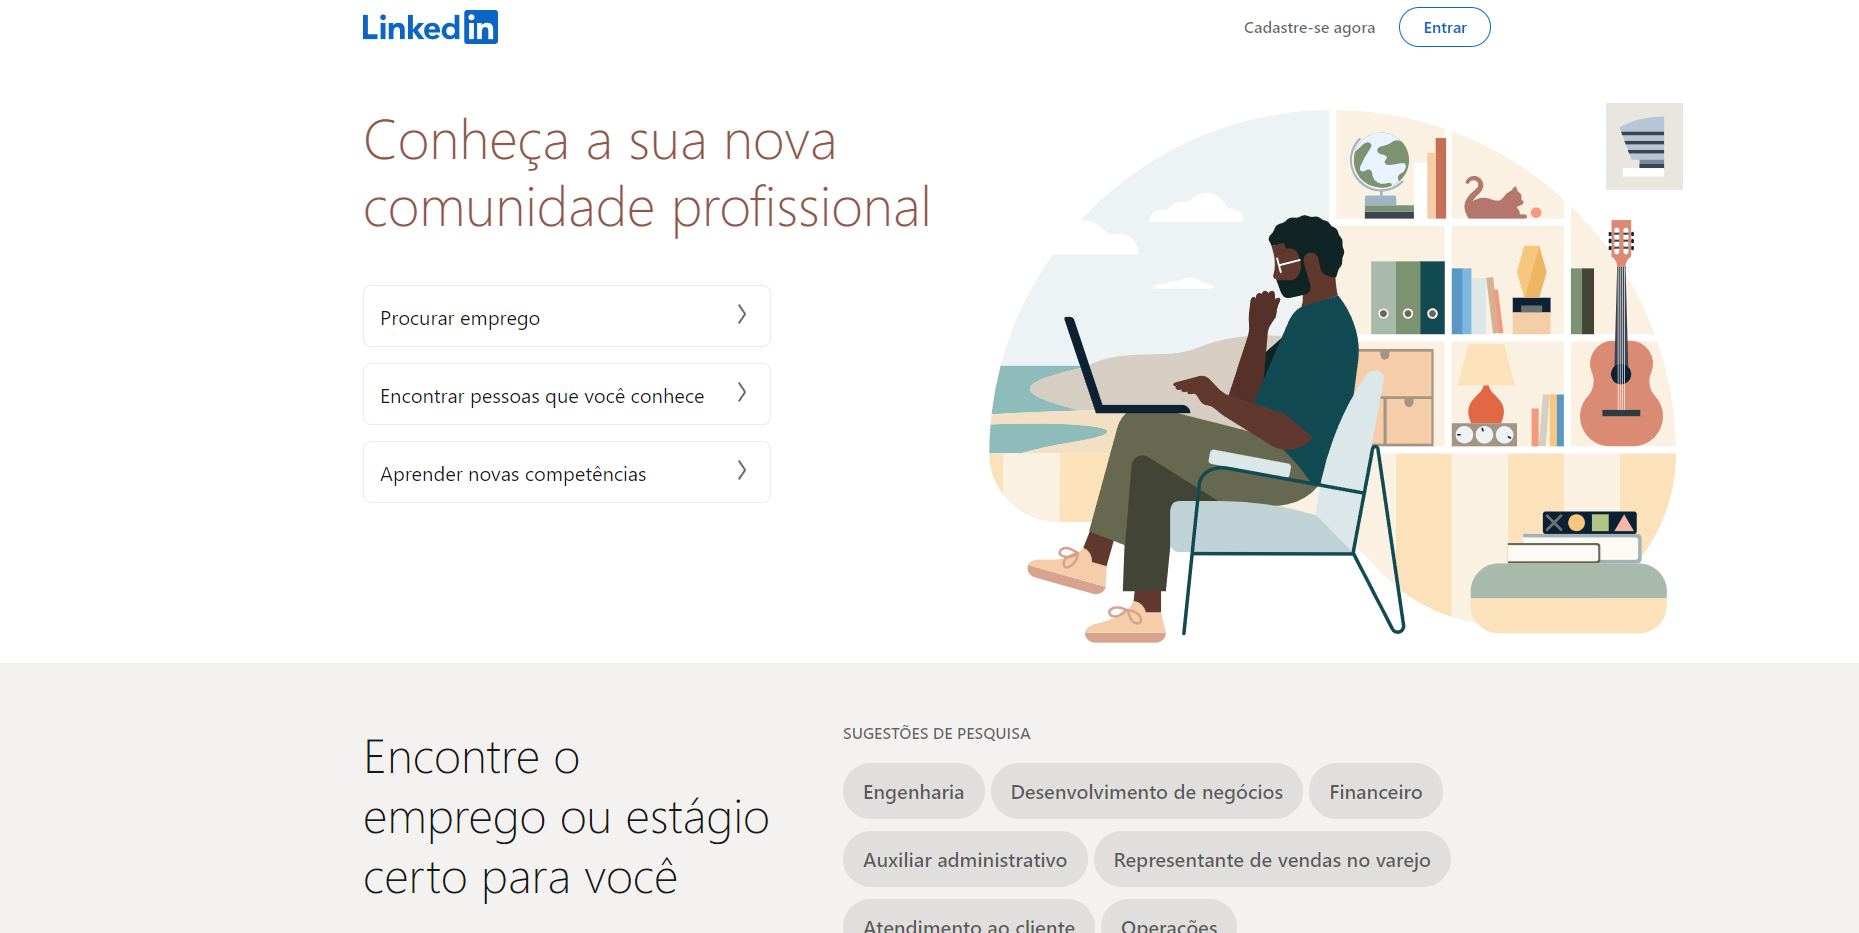 Linked in
Cadastre-se agora
Entrar
Conheça a sua nova
comunidade profissional
Procurar emprego
Encontrar pessoas que você conhece
Aprender novas competências
Encontre o
emprego ou estágio
certo para você
SUGESTÕES DE PESQUISA
Engenharia
Desenvolvimento de negócios
Financeiro
Auxiliar administrativo
Representante de vendas no varejo
Atendimento ao cliente
Operações